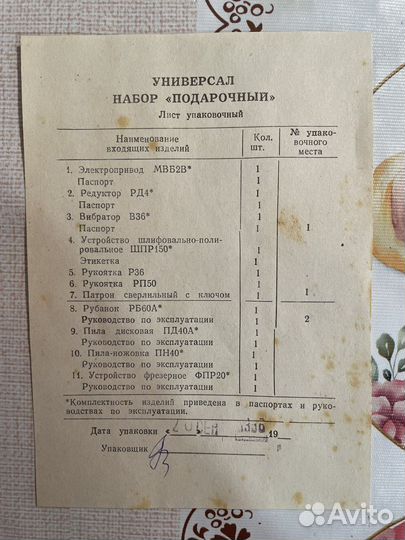 УНИВЕРСАЛ
НАБОР «ПОДАРОЧНЫЙ»
Лист упаковочный
Наименование входящих изделий
Кол. шт.
№ упако-
вочного
места
1. Электропривод МВБ2В* 1
Паспорт 1
2. Редуктор РД4* 1
Паспорт 1
3. Вибратор В36* 1
Паспорт 1 1
4. Устройство шлифовально-поли-
ровальное ШПР150* 1
Этикетка 1
5. Рукоятка Р36 1
6. Рукоятка РП50 1
7. Патрон сверлильный с ключом 1 1
8. Рубанок РБ60А* 1
Руководство по эксплуатации 1 2
9. Пила дисковая ПД40А* 1
Руководство по эксплуатации 1
10. Пила-ножовка ПН40* 1
Руководство по эксплуатации 1
11. Устройство фрезерное ФПР20* 1
Руководство по эксплуатации 1
*Комплектность изделий приведена в паспортах и руко-
водствах по эксплуатации.
Дата упаковки « » 19
Упаковщик
Avito